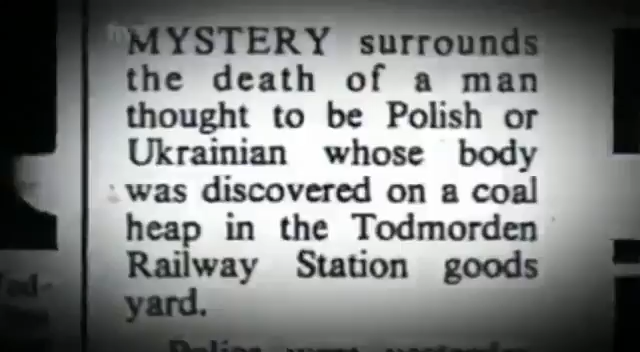 MYSTERY surrounds
the death of a man
thought to be Polish or
Ukrainian whose body
was discovered on a coal
heap in the Todmorden
Railway Station goods
yard.